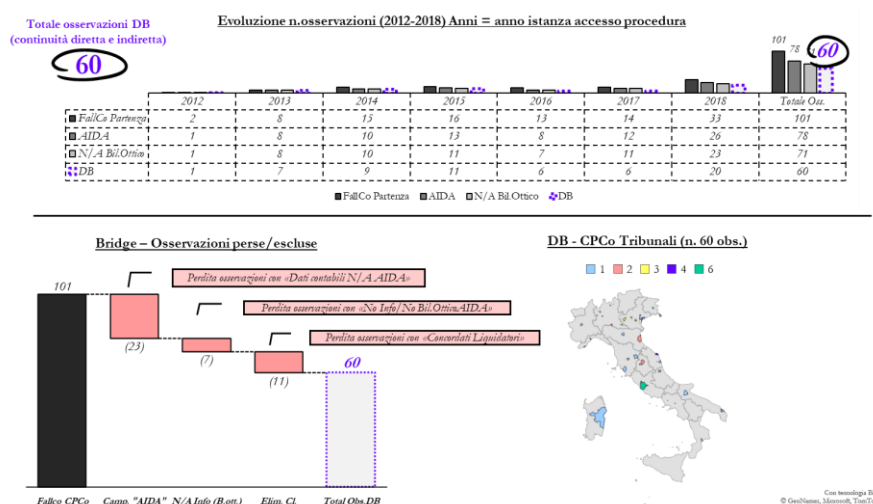 Totale osservazioni DB
(continuità diretta e indiretta)
60
Evoluzione n.osservazioni (2012-2018) Anni = anno istanza accesso procedura
101
78
60
2012 2013 2014 2015 2016 2017 2018 Totale Oss.
FallCo Partenza 2 8 15 16 13 14 33 101
AIDA 1 8 10 13 8 12 26 78
N/A Bil.Ottico 1 8 10 11 7 11 23 71
DB 1 7 9 11 6 6 20 60
FallCo Partenza AIDA N/A Bil.Ottico DB
Bridge – Osservazioni perse/escluse
Perdita osservazioni con «Dati contabili N/A AIDA»
Perdita osservazioni con «No Info/No Bil.Ottico AIDA»
Perdita osservazioni con «Concordati Liquidatori»
101
(23)
(7)
(11)
60
Fallco CPCo Camp. "AIDA" N/A Info (B.ott.) Elim. Cl. Total Obs.DB
DB - CPCo Tribunali (n. 60 obs.)
1 2 3 4 6
Con tecnologia B
© GeoNames, Microsoft, TomTo